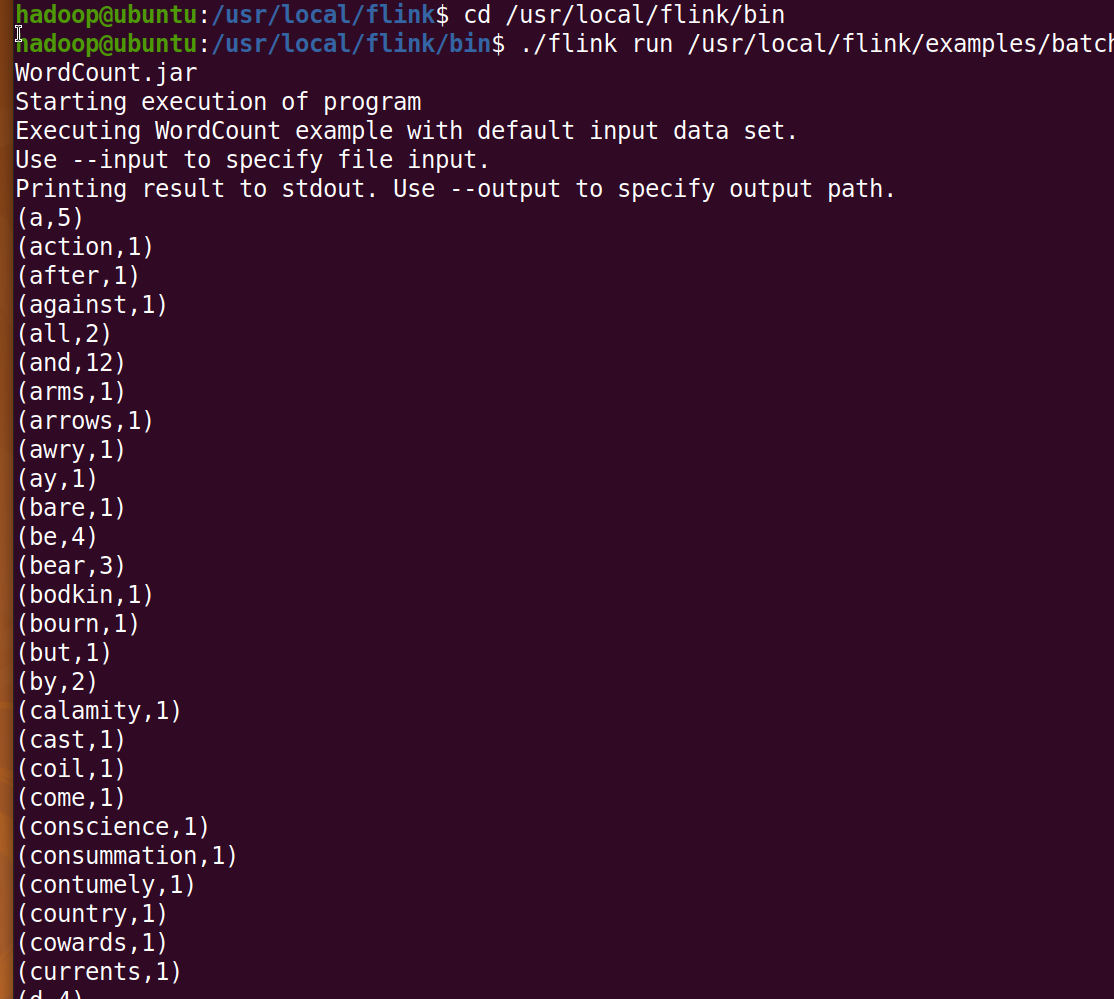 hadoop@ubuntu:/usr/local/flink$ cd /usr/local/flink/bin
hadoop@ubuntu:/usr/local/flink/bin$ ./flink run /usr/local/flink/examples/batch
WordCount.jar
Starting execution of program
Executing WordCount example with default input data set.
Use --input to specify file input.
Printing result to stdout. Use --output to specify output path.
(a,5)
(action,1)
(after,1)
(against,1)
(all,2)
(and,12)
(arms,1)
(arrows,1)
(awry,1)
(ay,1)
(bare,1)
(be,4)
(bear,3)
(bodkin,1)
(bourn,1)
(but,1)
(by,2)
(calamity,1)
(cast,1)
(coil,1)
(come,1)
(conscience,1)
(consummation,1)
(contumely,1)
(country,1)
(cowards,1)
(currents,1)
(d,4)